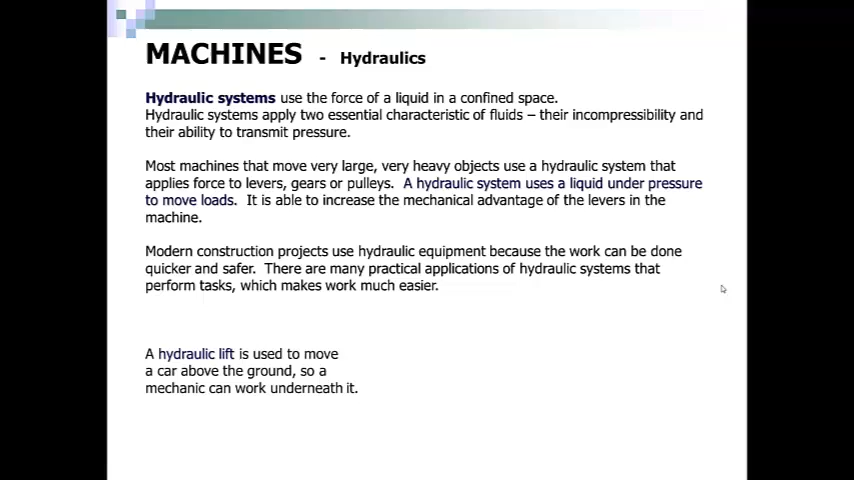 MACHINES - Hydraulics
Hydraulic systems use the force of a liquid in a confined space.
Hydraulic systems apply two essential characteristic of fluids – their incompressibility and
their ability to transmit pressure.
Most machines that move very large, very heavy objects use a hydraulic system that
applies force to levers, gears or pulleys. A hydraulic system uses a liquid under pressure
to move loads. It is able to increase the mechanical advantage of the levers in the
machine.
Modern construction projects use hydraulic equipment because the work can be done
quicker and safer. There are many practical applications of hydraulic systems that
perform tasks, which makes work much easier.
A hydraulic lift is used to move
a car above the ground, so a
mechanic can work underneath it.